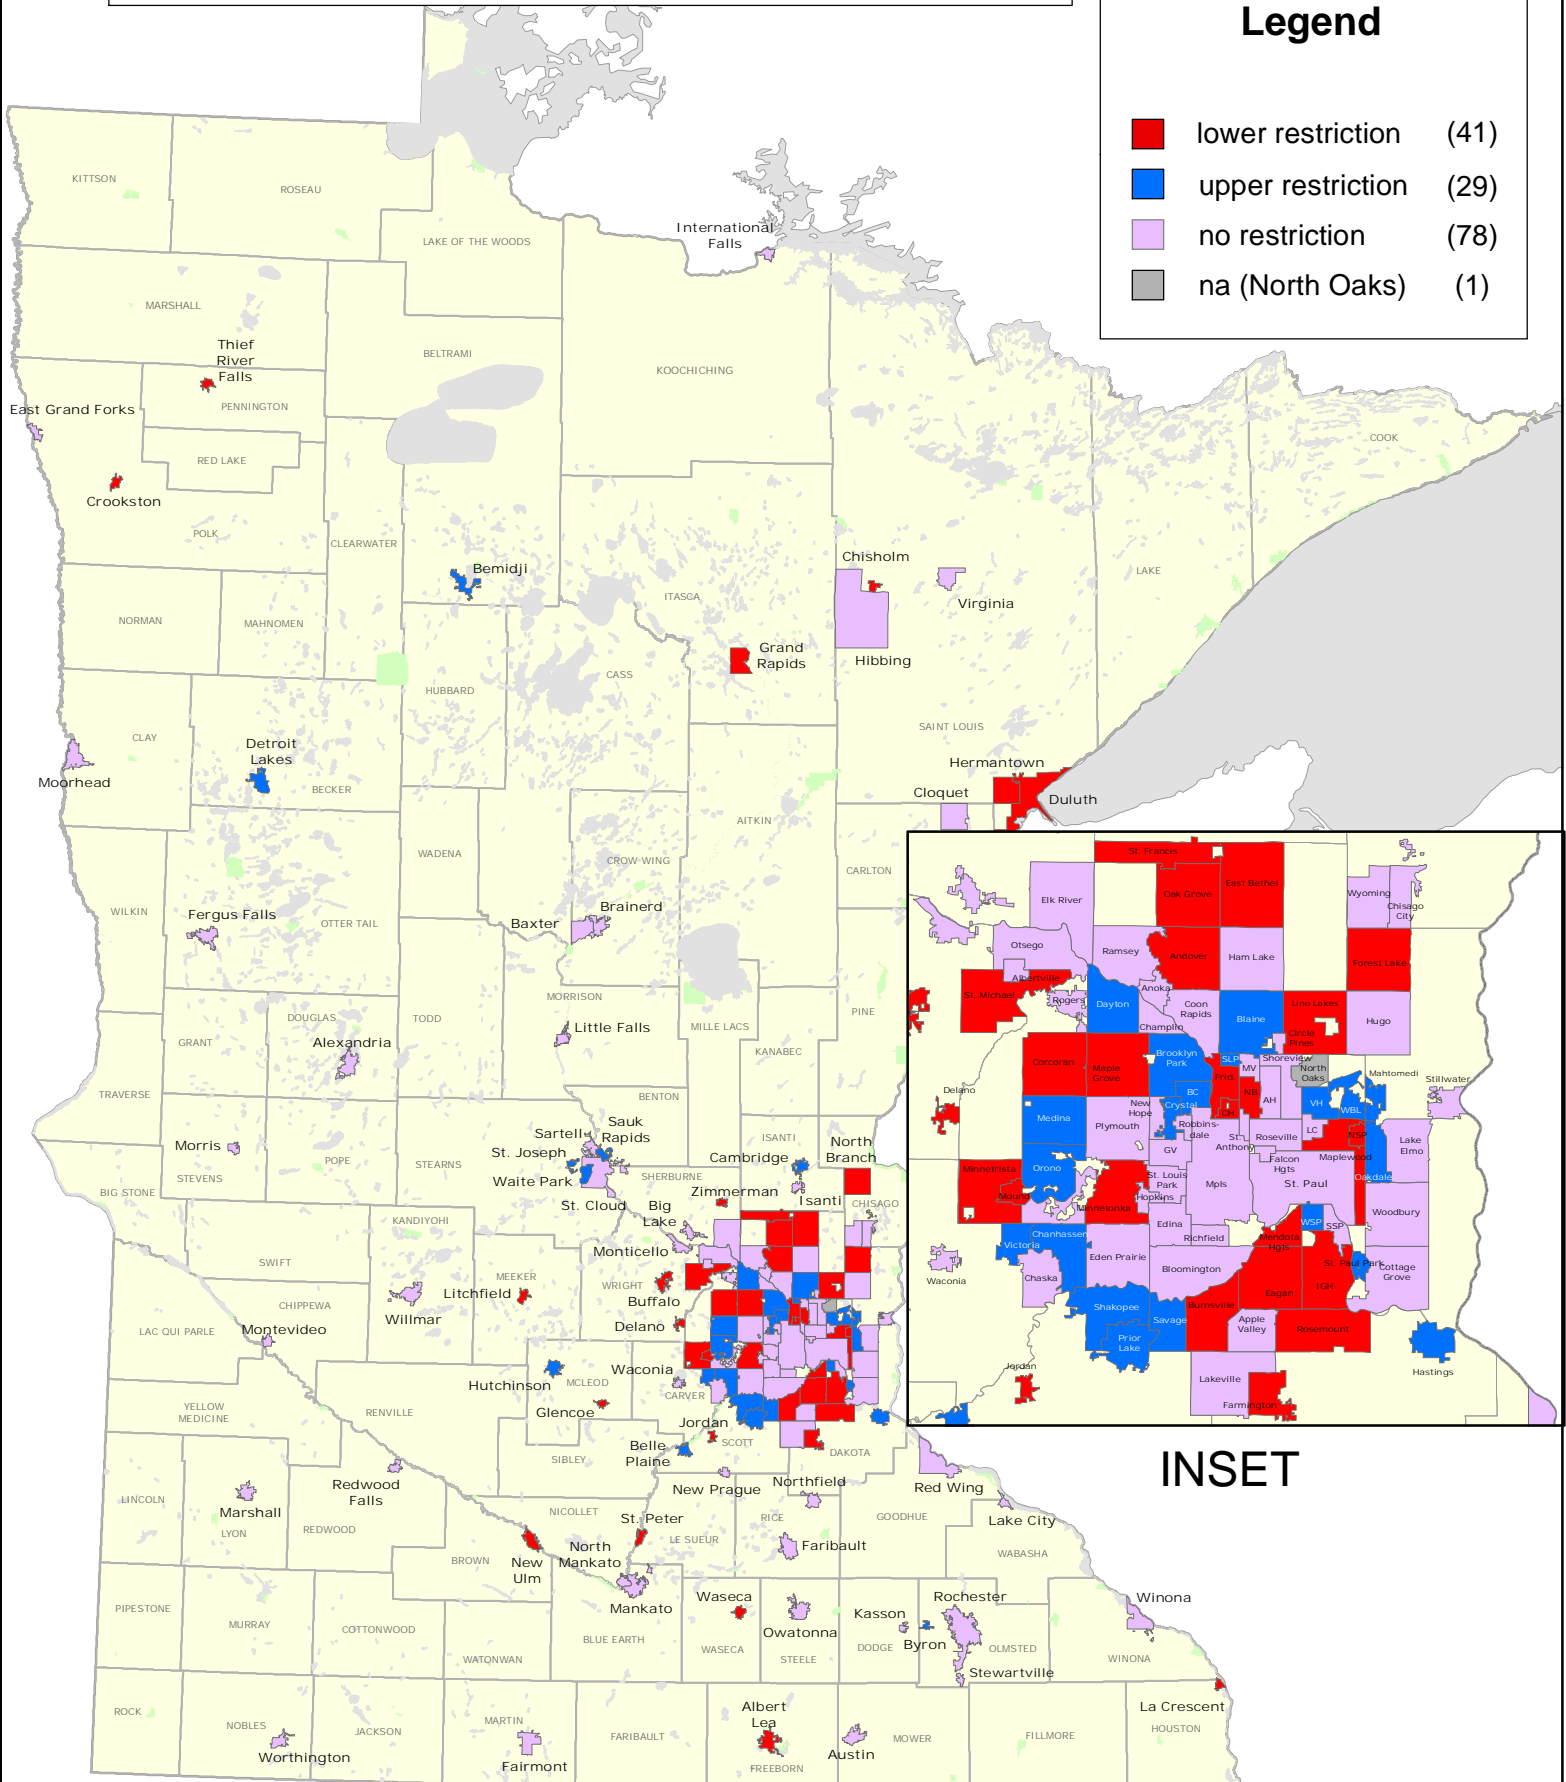 Legend
lower restriction (41)
upper restriction (29)
no restriction (78)
na (North Oaks) (1)
KITTSON
ROSEAU
LAKE OF THE WOODS
International
Falls
MARSHALL
Thief
River
Falls
BELTRAMI
KOOCHICHING
East Grand Forks
PENNINGTON
RED LAKE
COOK
Crookston
POLK
CLEARWATER
Bemidji
Chisholm
LAKE
Virginia
ITASCA
NORMAN
MAHNOMEN
Grand
Rapids
Hibbing
HUBBARD
CASS
SAINT LOUIS
CLAY
Detroit
Lakes
Moorhead
BECKER
Hermantown
Cloquet
Duluth
AITKIN
WADENA
CROW WING
CARLTON
WILKIN
Fergus Falls
OTTER TAIL
Baxter
Brainerd
MORRISON
Little Falls
MILLE LACS
PINE
KANABEC
DOUGLAS
TODD
GRANT
Alexandria
TRAVERSE
BENTON
Morris
STEVENS
POPE
STEARNS
BIG STONE
Sauk
Rapids
Sartell
St. Joseph
Waite Park
St. Cloud
ISANTI
Cambridge
North
Branch
SHERBURNE
Zimmerman
Isanti
CHISAGO
Big
Lake
Monticello
KANDIYOHI
SWIFT
MEEKER
WRIGHT
Litchfield
Buffalo
CHIPPEWA
Willmar
LAC QUI PARLE
Montevideo
Delano
Waconia
Hutchinson
MCLEOD
CARVER
Glencoe
YELLOW
MEDICINE
RENVILLE
Jordan
SCOTT
Belle
Plaine
SIBLEY
DAKOTA
New Prague
Northfield
Red Wing
Lake City
LINCOLN
Marshall
LYON
Redwood
Falls
REDWOOD
NICOLLET
St. Peter
LE SUEUR
RICE
GOODHUE
Faribault
WABASHA
BROWN
New
Ulm
North
Mankato
Mankato
PIPESTONE
MURRAY
COTTONWOOD
WATONWAN
BLUE EARTH
Waseca
WASECA
Owatonna
STEELE
Kasson
DODGE
Byron
Rochester
OLMSTED
Stewartville
Winona
WINONA
La Crescent
HOUSTON
ROCK
NOBLES
Worthington
JACKSON
MARTIN
Fairmont
FARIBAULT
Albert
Lea
FREEBORN
Austin
MOWER
FILLMORE
St. Francis
Oak Grove
East Bethel
Elk River
Wyoming
Chisago
City
Otsego
Ramsey
Andover
Ham Lake
Forest Lake
Albertville
St. Michael
Rogers
Dayton
Anoka
Coon
Rapids
Champlin
Blaine
Lino Lakes
Circle
Pines
Hugo
Corcoran
Maple
Grove
Brooklyn
Park
SLP
Shoreview
MV
North
Oaks
Mahtomedi
Stillwater
Frid.
NB
AH
VH
WBL
BC
Crystal
CH
Delano
Medina
New
Hope
Plymouth
Robbins-
dale
St.
Anthony
Roseville
LC
NSP
Lake
Elmo
GV
Falcon
Hgts
Maplewood
Oakdale
Minnetrista
Orono
Mound
St. Louis
Park
Hopkins
Minnetonka
Mpls
St. Paul
Woodbury
WSP
SSP
Edina
Richfield
Mendota
Hgts
Victoria
Chanhassen
Eden Prairie
Bloomington
St. Paul Park
Cottage
Grove
Waconia
Chaska
IGH
Eagan
Shakopee
Savage
Burnsville
Apple
Valley
Rosemount
Prior
Lake
Hastings
Jordan
Lakeville
Farmington
INSET